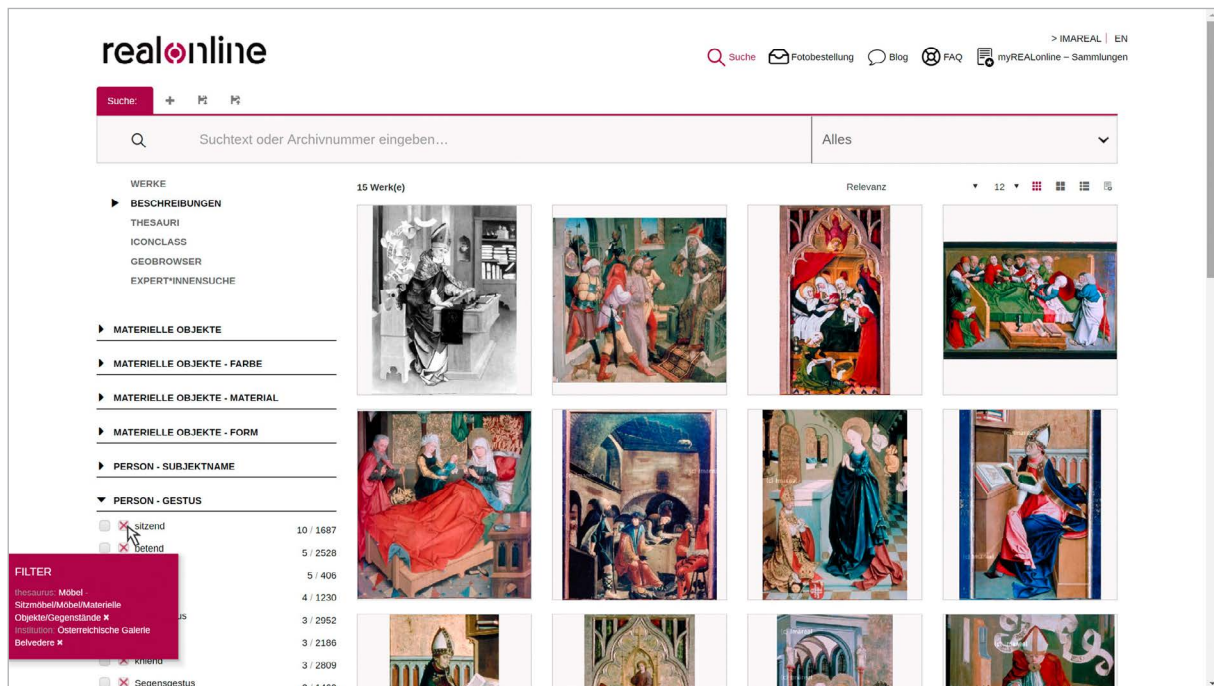 realonline
> IMAREAL | EN
Suche Fotobestellung Blog FAQ myREALonline – Sammlungen
Suche:
Suchtext oder Archivnummer eingeben… Alles
WERKE
BESCHREIBUNGEN
THESAURI
ICONCLASS
GEOBROWSER
EXPERT*INNENSUCHE
15 Werk(e) Relevanz 12
MATERIELLE OBJEKTE
MATERIELLE OBJEKTE - FARBE
MATERIELLE OBJEKTE - MATERIAL
MATERIELLE OBJEKTE - FORM
PERSON - SUBJEKTNAME
PERSON - GESTUS
sitzend 10 / 1687
betend 5 / 2528
5 / 406
4 / 1230
us 3 / 2952
3 / 2186
kniend 3 / 2809
Segensgestus
FILTER
thesaurus: Möbel -
Sitzmöbel/Möbel/Materielle
Objekte/Gegenstände ✖
Institution: Österreichische Galerie
Belvedere ✖